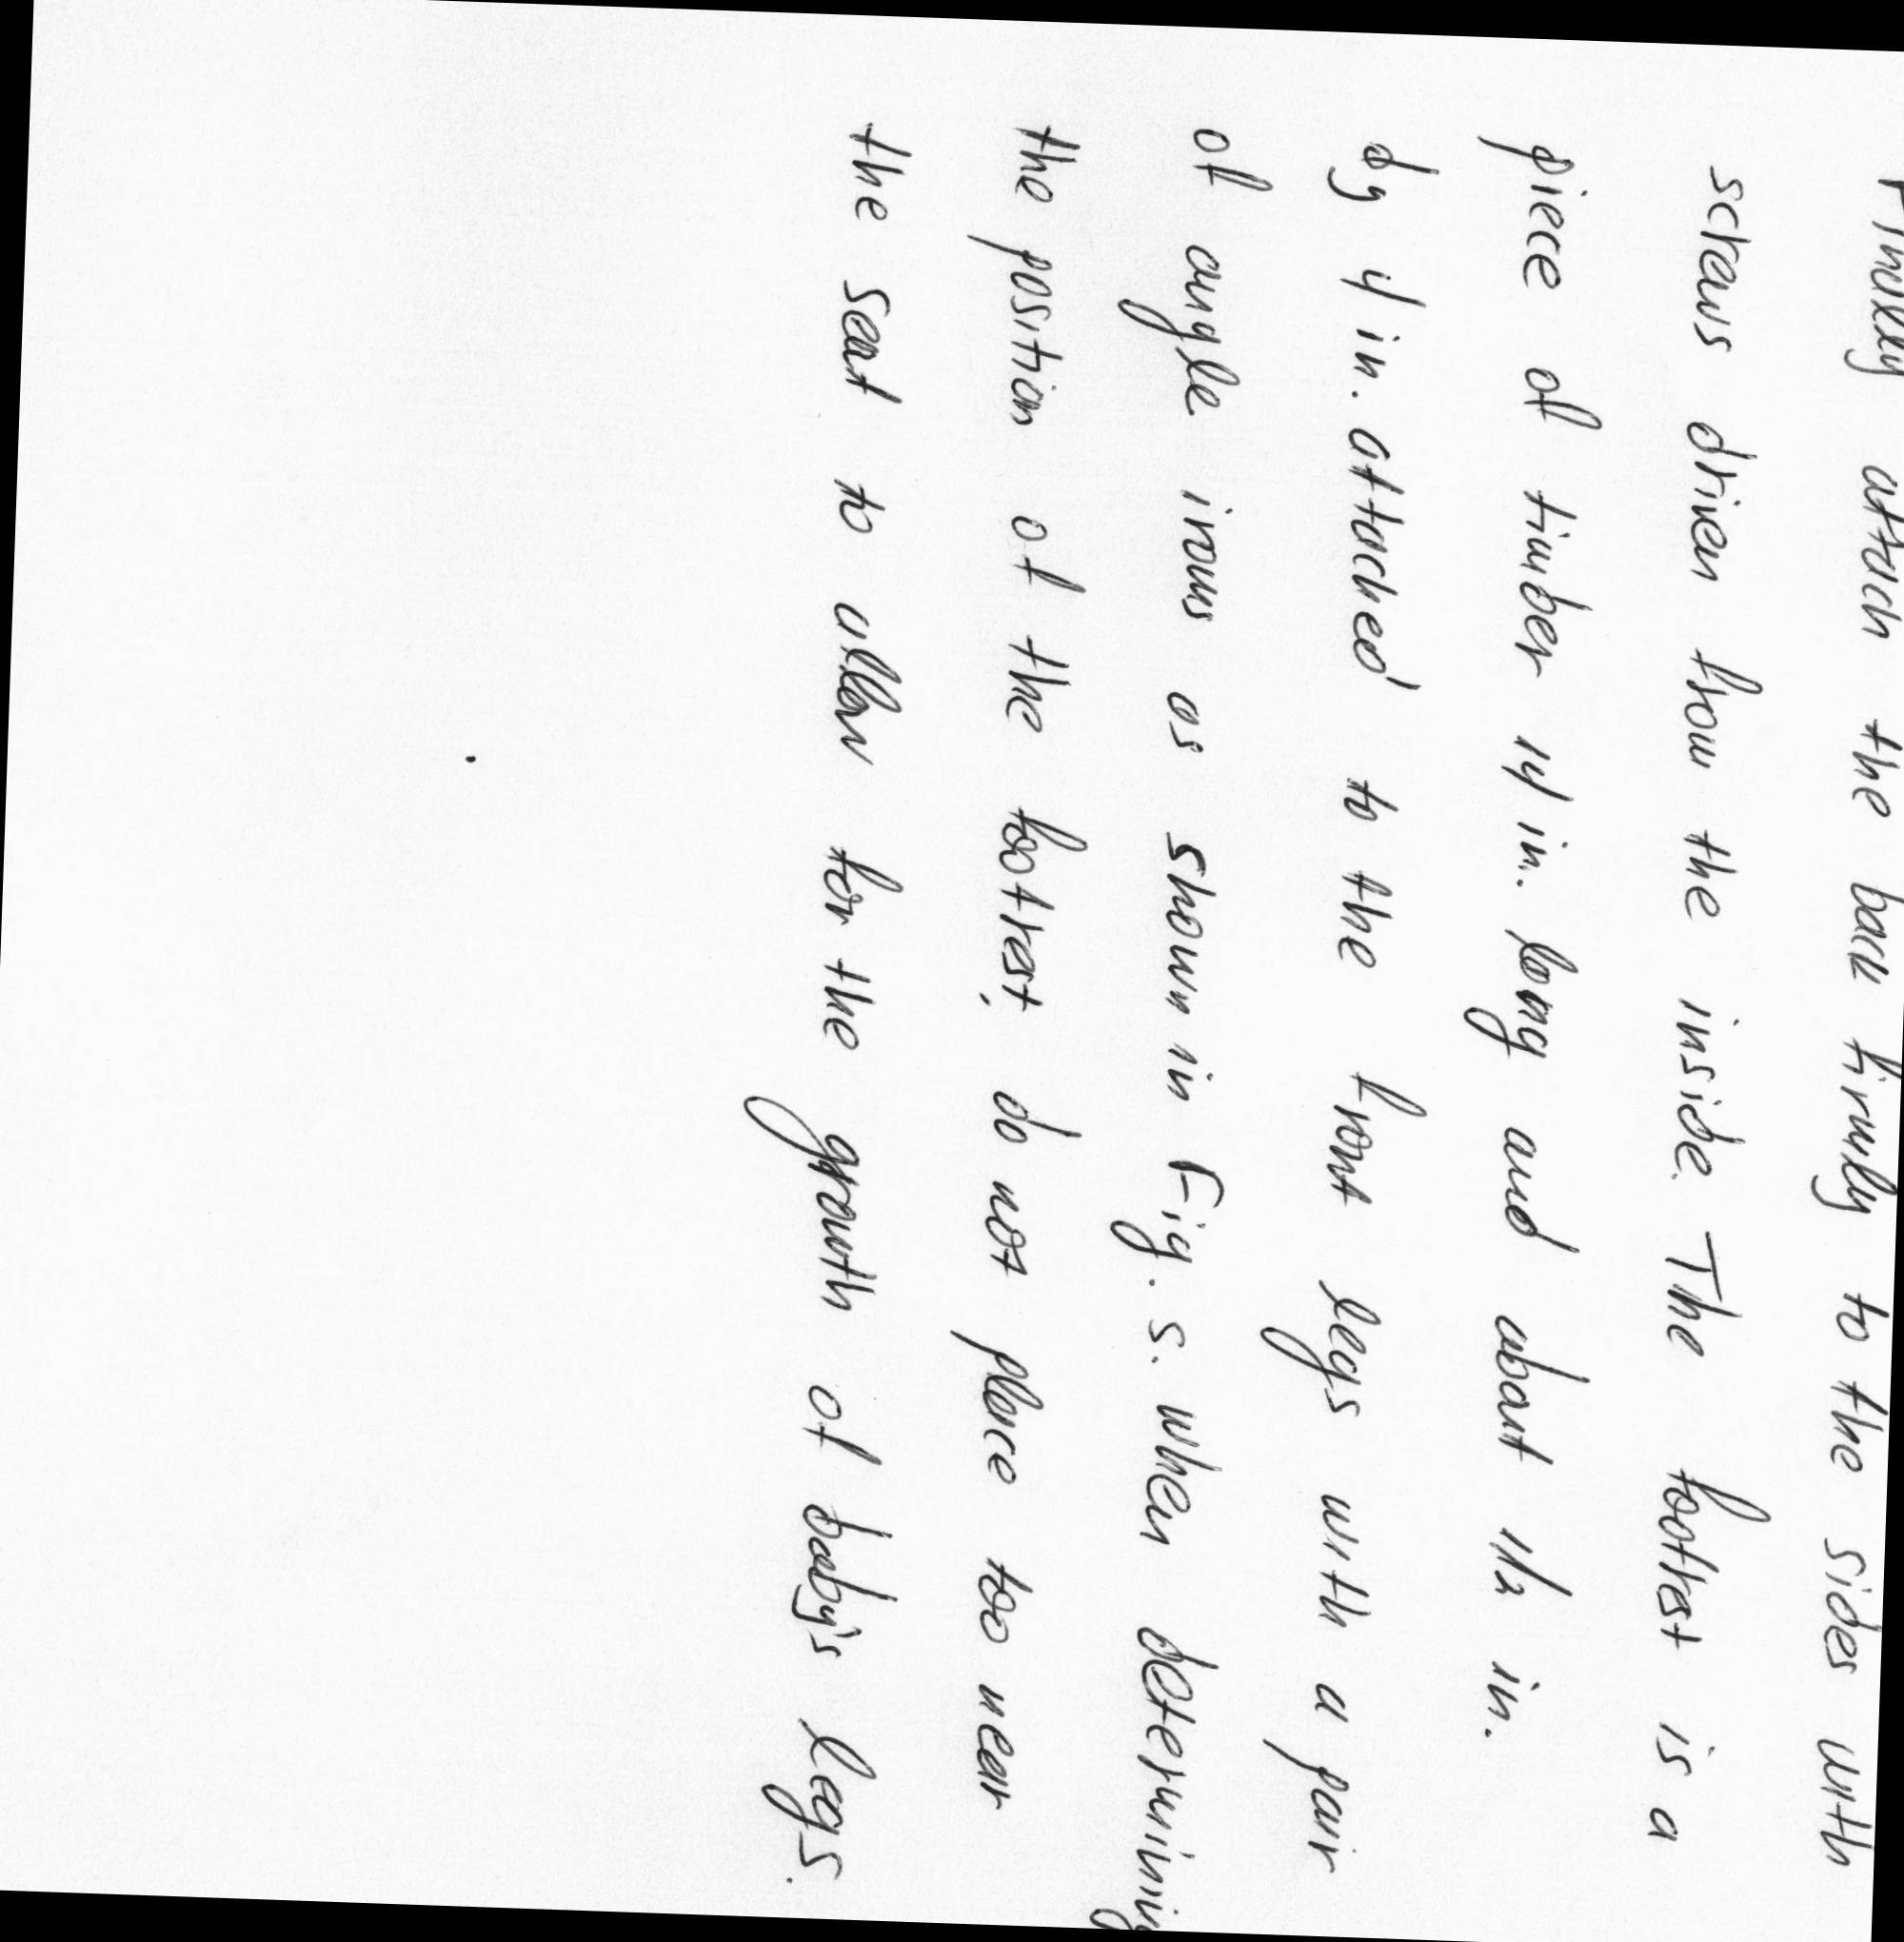 Finally attach the back firmly to the sides with
screws driven from the inside. The footrest is a
piece of timber 14 in. long and about 1 1/2 in.
by 4 in. attached to the front legs with a pair
of angle irons as shown in Fig. 5. When determining
the position of the footrest, do not place too near
the seat to allow for the growth of baby's legs.